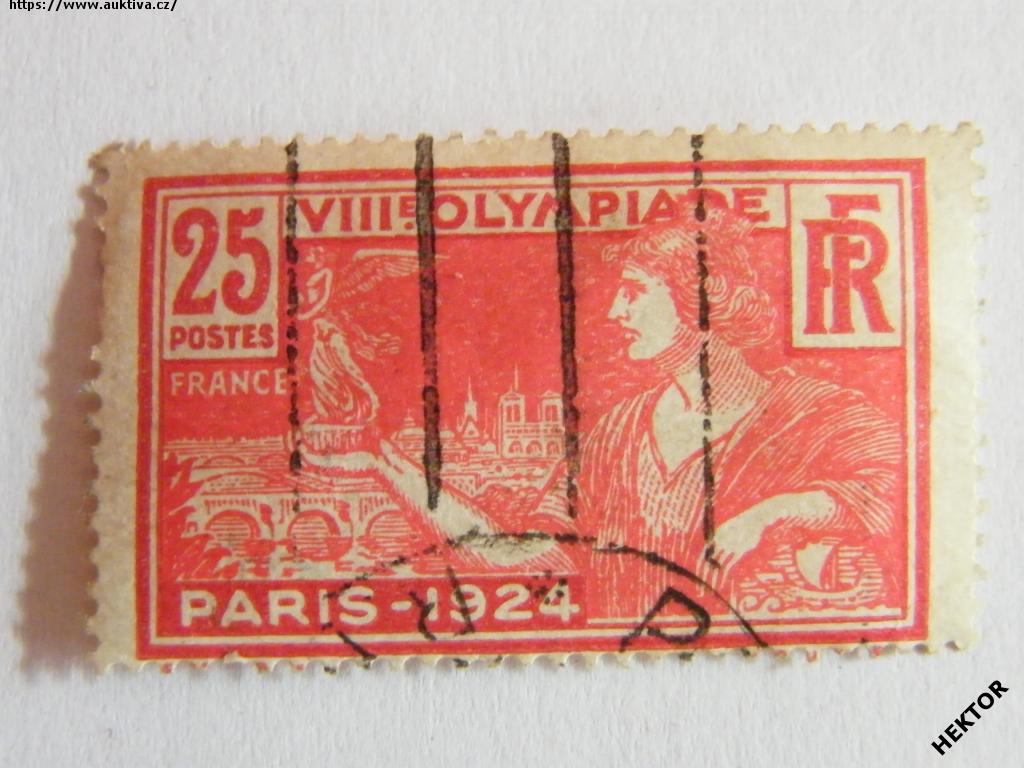 https://www.auktiva.cz/
VIIIE OLYMPIADE
25
POSTES
RF
FRANCE
PARIS-1924
R
P
HEKTOR